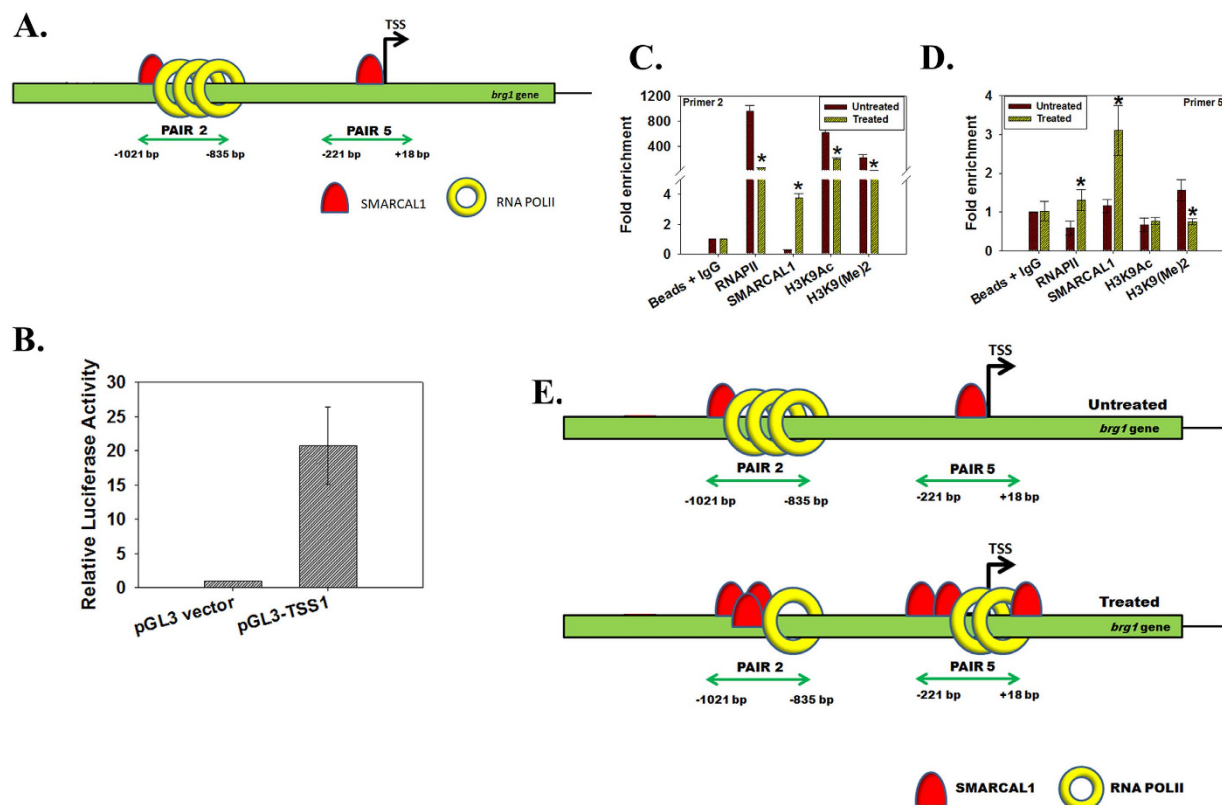 A.
TSS
brg1 gene
PAIR 2
PAIR 5
-1021 bp
-835 bp
-221 bp
+18 bp
SMARCAL1
RNA POLII
B.
Relative Luciferase Activity
30
25
20
15
10
5
0
pGL3 vector
pGL3-TSS1
C.
Fold enrichment
1200
800
400
4
2
0
Primer 2
Untreated
Treated
*
*
*
*
Beads + IgG
RNAPII
SMARCAL1
H3K9Ac
H3K9(Me)2
D.
Fold enrichment
4
3
2
1
0
Untreated
Treated
Primer 5
*
*
*
Beads + IgG
RNAPII
SMARCAL1
H3K9Ac
H3K9(Me)2
E.
TSS
Untreated
brg1 gene
PAIR 2
PAIR 5
-1021 bp
-835 bp
-221 bp
+18 bp
TSS
Treated
brg1 gene
PAIR 2
PAIR 5
-1021 bp
-835 bp
-221 bp
+18 bp
SMARCAL1
RNA POLII